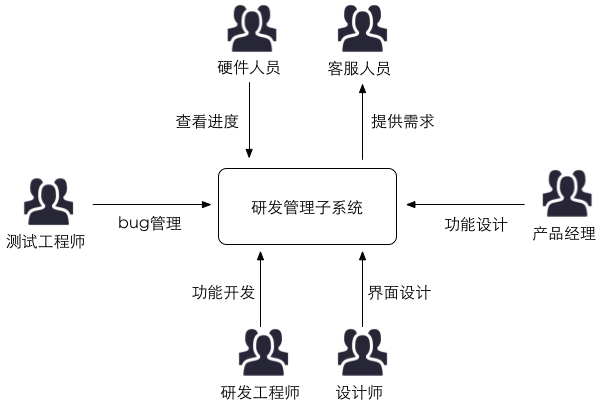 硬件人员
客服人员
查看进度
提供需求
研发管理子系统
测试工程师
bug管理
功能设计
产品经理
功能开发
界面设计
研发工程师
设计师